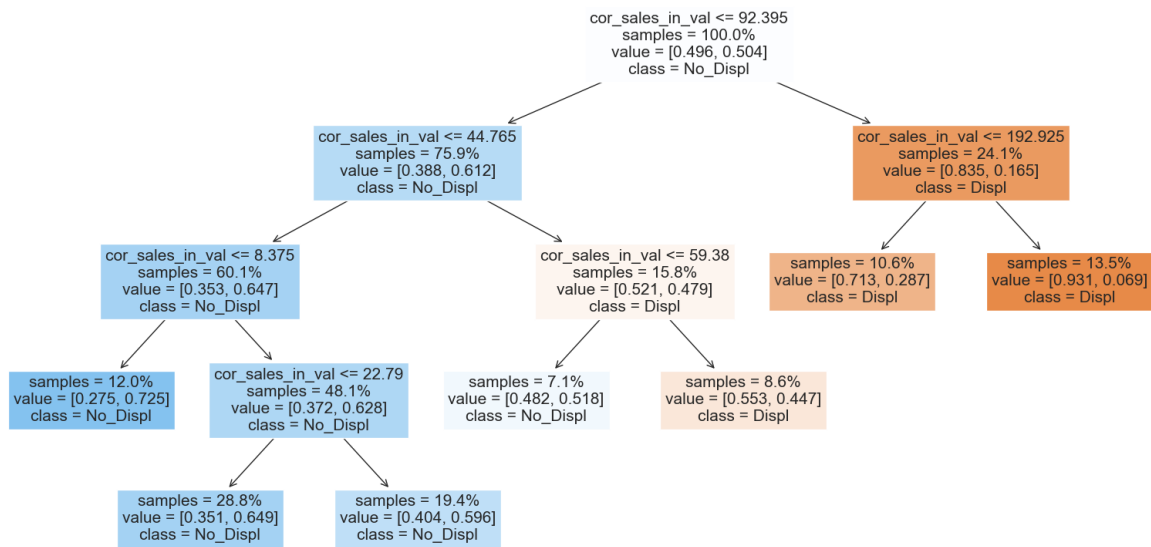 cor_sales_in_val <= 92.395
samples = 100.0%
value = [0.496, 0.504]
class = No_Displ
cor_sales_in_val <= 44.765
samples = 75.9%
value = [0.388, 0.612]
class = No_Displ
cor_sales_in_val <= 192.925
samples = 24.1%
value = [0.835, 0.165]
class = Displ
cor_sales_in_val <= 8.375
samples = 60.1%
value = [0.353, 0.647]
class = No_Displ
cor_sales_in_val <= 59.38
samples = 15.8%
value = [0.521, 0.479]
class = Displ
samples = 10.6%
value = [0.713, 0.287]
class = Displ
samples = 13.5%
value = [0.931, 0.069]
class = Displ
samples = 12.0%
value = [0.275, 0.725]
class = No_Displ
cor_sales_in_val <= 22.79
samples = 48.1%
value = [0.372, 0.628]
class = No_Displ
samples = 7.1%
value = [0.482, 0.518]
class = No_Displ
samples = 8.6%
value = [0.553, 0.447]
class = Displ
samples = 28.8%
value = [0.351, 0.649]
class = No_Displ
samples = 19.4%
value = [0.404, 0.596]
class = No_Displ